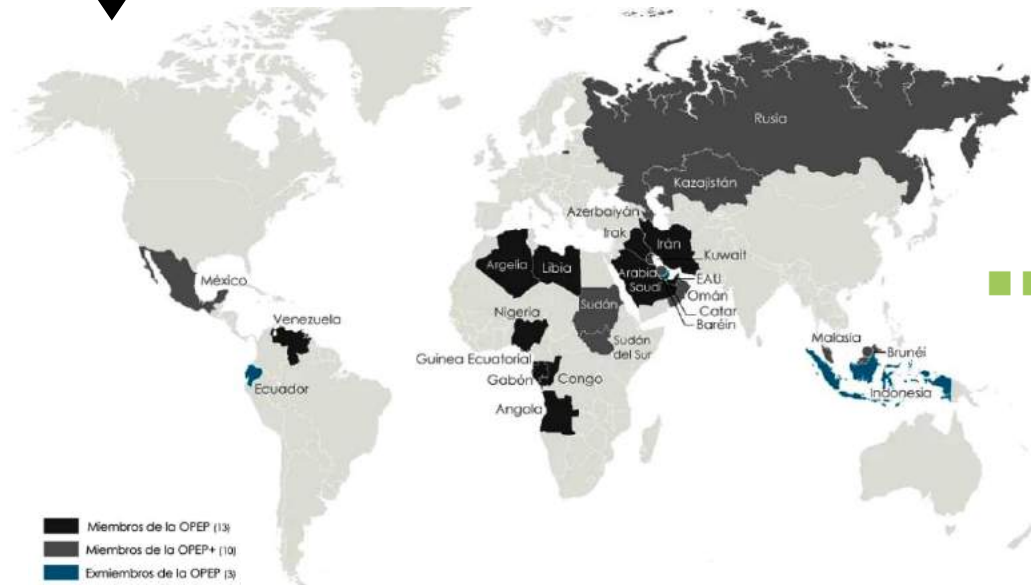 Rusia
Kazajistán
Azerbaiyán
Irak
Irán
Kuwait
Argelia
Libia
Arabia
Saudí
EAU
Omán
México
Sudán
Catar
Nigeria
Baréin
Venezuela
Sudán
del Sur
Malasia
Brunéi
Guinea Ecuatorial
Gabón
Congo
Ecuador
Indonesia
Angola
Miembros de la OPEP (13)
Miembros de la OPEP+ (10)
Exmiembros de la OPEP (3)